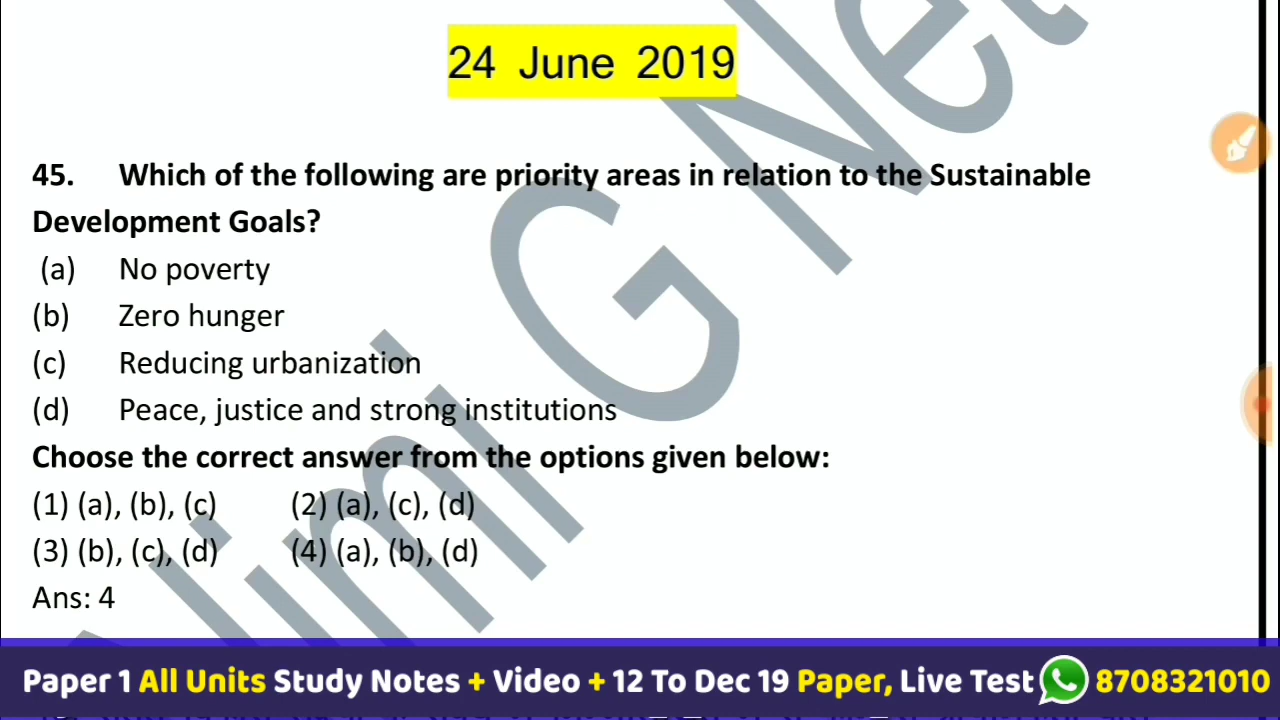 24 June 2019
45. Which of the following are priority areas in relation to the Sustainable
Development Goals?
(a) No poverty
(b) Zero hunger
(c) Reducing urbanization
(d) Peace, justice and strong institutions
Choose the correct answer from the options given below:
(1) (a), (b), (c) (2) (a), (c), (d)
(3) (b), (c), (d) (4) (a), (b), (d)
Ans: 4
Nimi G Net
Paper 1 All Units Study Notes + Video + 12 To Dec 19 Paper, Live Test 8708321010